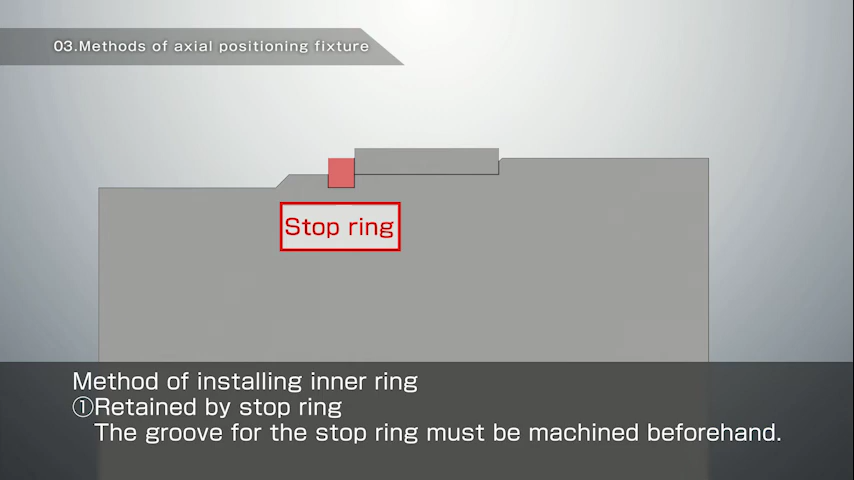 03.Methods of axial positioning fixture
Stop ring
Method of installing inner ring
①Retained by stop ring
The groove for the stop ring must be machined beforehand.